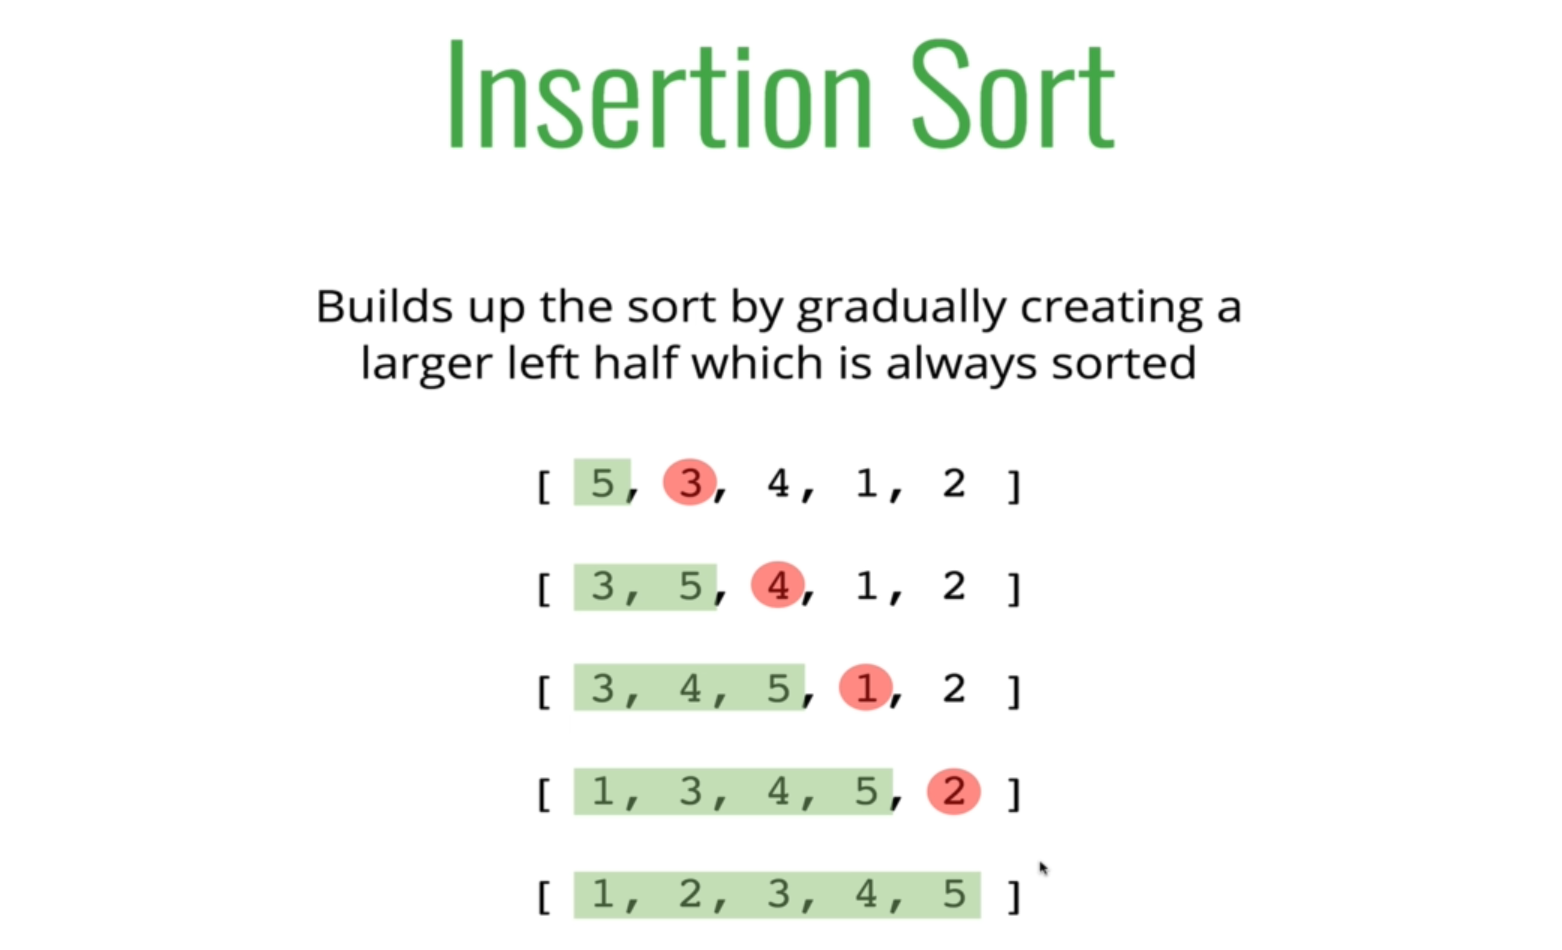 Insertion Sort
Builds up the sort by gradually creating a
larger left half which is always sorted
[ 5, 3, 4, 1, 2 ]
[ 3, 5, 4, 1, 2 ]
[ 3, 4, 5, 1, 2 ]
[ 1, 3, 4, 5, 2 ]
[ 1, 2, 3, 4, 5 ]